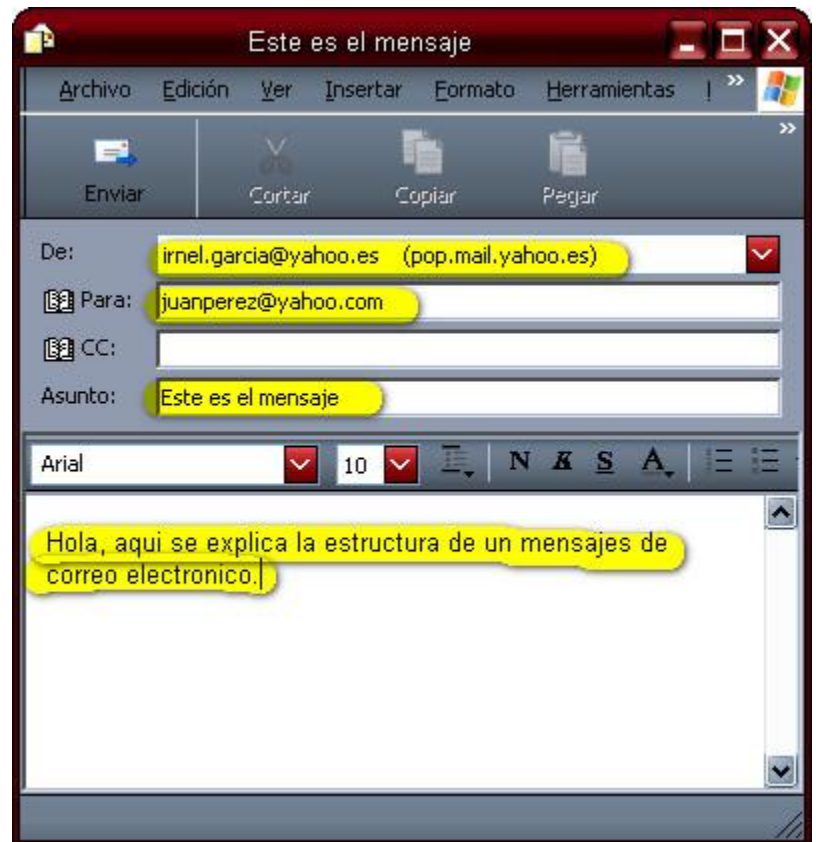 Este es el mensaje
Archivo Edición Ver Insertar Formato Herramientas »
»
Enviar Cortar Copiar Pegar
De: irnel.garcia@yahoo.es (pop.mail.yahoo.es)
Para: juanperez@yahoo.com
CC:
Asunto: Este es el mensaje
Arial 10 N K S A
Hola, aqui se explica la estructura de un mensajes de
correo electronico.